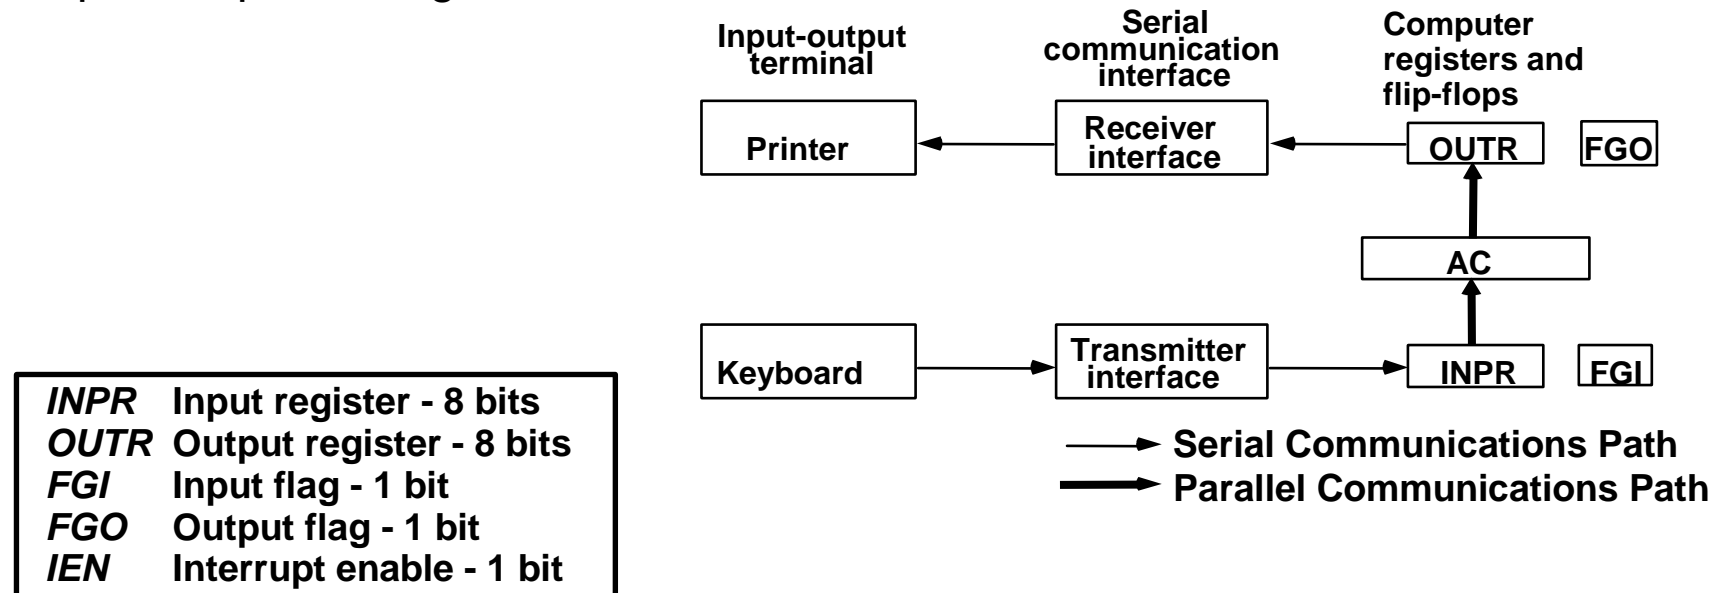 Input-output
terminal
Serial
communication
interface
Computer
registers and
flip-flops
Printer
Receiver
interface
OUTR
FGO
AC
Keyboard
Transmitter
interface
INPR
FGI
Serial Communications Path
Parallel Communications Path
INPR Input register - 8 bits
OUTR Output register - 8 bits
FGI Input flag - 1 bit
FGO Output flag - 1 bit
IEN Interrupt enable - 1 bit